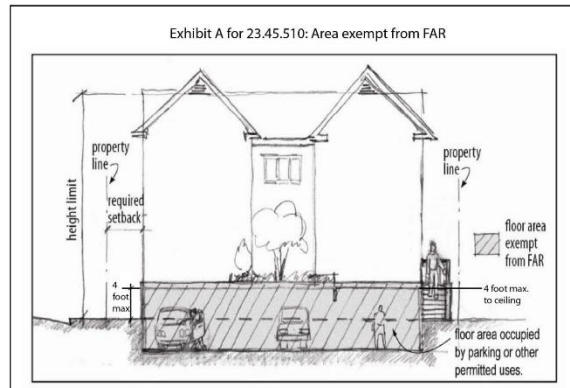 Exhibit A for 23.45.510: Area exempt from FAR
property
line
required
setback
height limit
property
line
floor area
exempt
from FAR
4
foot
max
4 foot max.
to ceiling
floor area occupied
by parking or other
permitted uses.